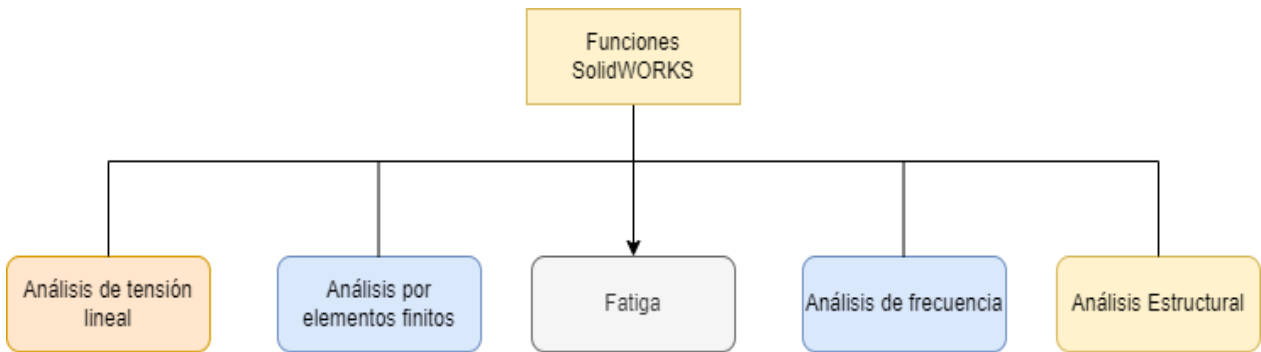 Funciones
SolidWORKS
Análisis de tensión
lineal
Análisis por
elementos finitos
Fatiga
Análisis de frecuencia
Análisis Estructural